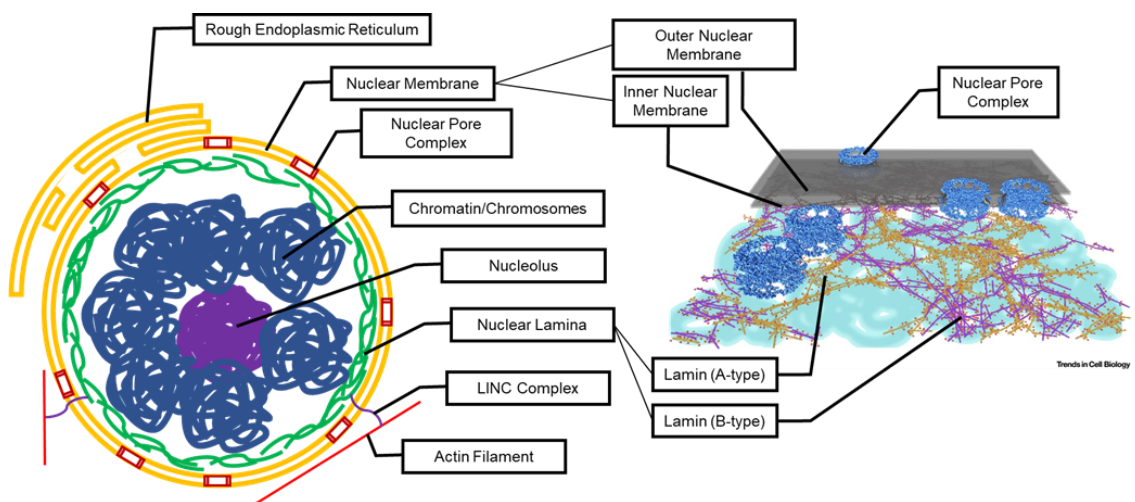 Rough Endoplasmic Reticulum
Outer Nuclear
Membrane
Nuclear Membrane
Inner Nuclear
Membrane
Nuclear Pore
Complex
Nuclear Pore
Complex
Chromatin/Chromosomes
Nucleolus
Nuclear Lamina
Lamin (A-type)
Trends in Cell Biology
LINC Complex
Lamin (B-type)
Actin Filament